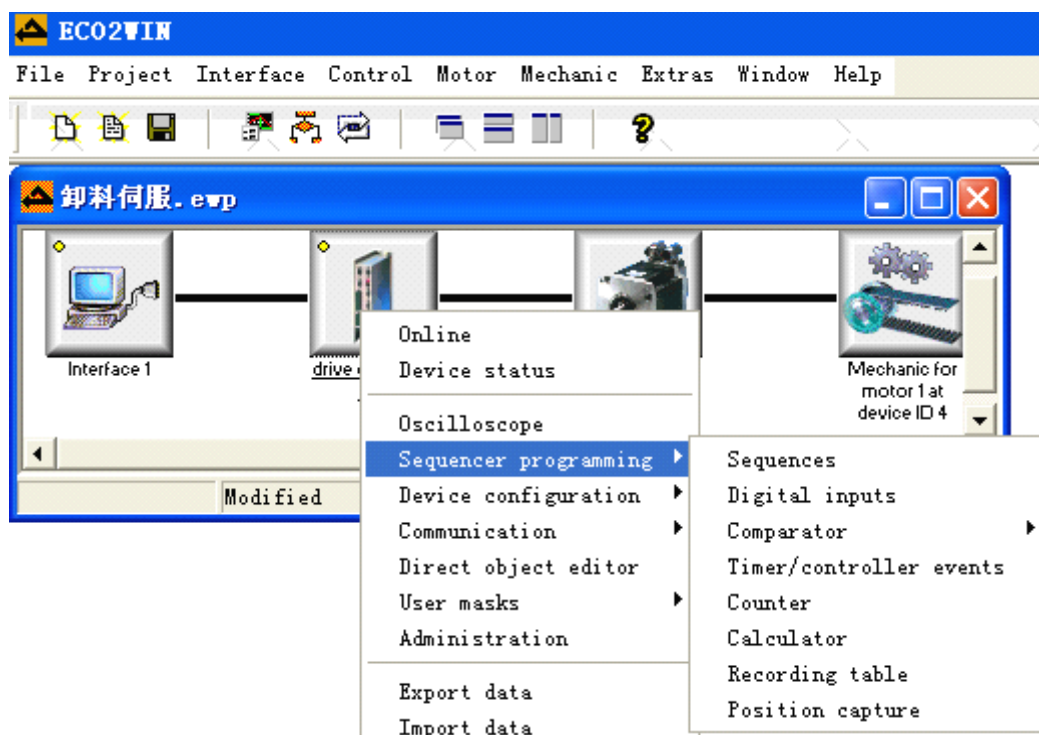 ECO2WIN
File Project Interface Control Motor Mechanic Extras Window Help
卸料伺服.ewp
Interface 1
drive
Mechanic for
motor 1 at
device ID 4
Modified
Online
Device status
Oscilloscope
Sequencer programming
Device configuration
Communication
Direct object editor
User masks
Administration
Export data
Import data
Sequences
Digital inputs
Comparator
Timer/controller events
Counter
Calculator
Recording table
Position capture